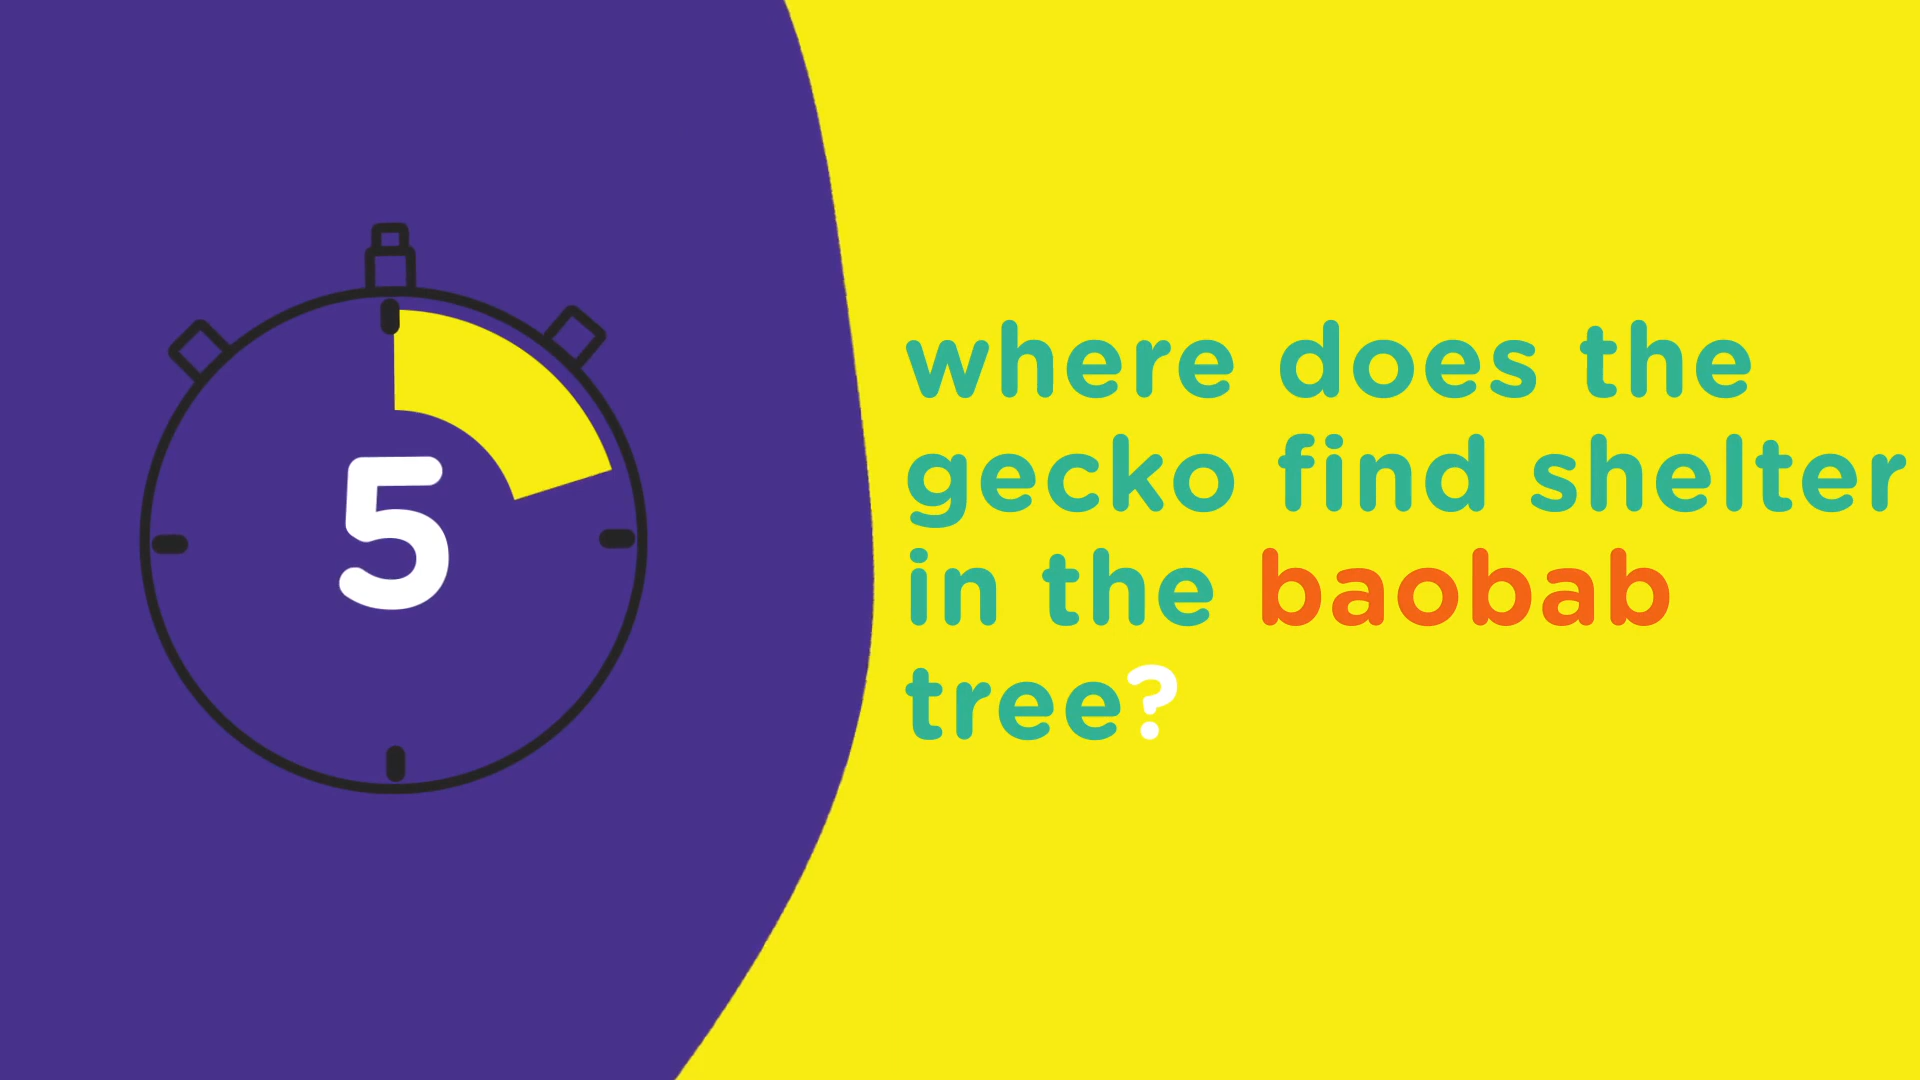 5
where does the
gecko find shelter
in the baobab
tree?